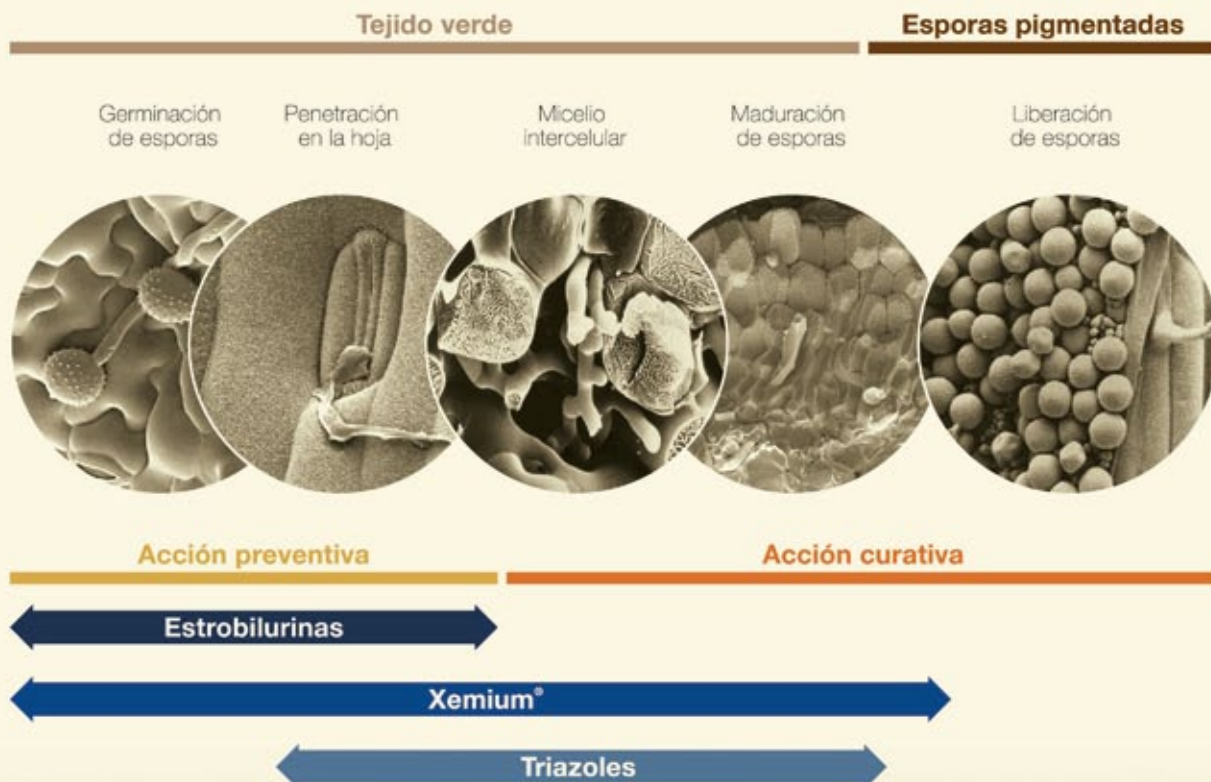 Tejido verde
Esporas pigmentadas
Germinación
de esporas
Penetración
en la hoja
Micelio
intercelular
Maduración
de esporas
Liberación
de esporas
Acción preventiva
Acción curativa
Estrobilurinas
Xemium®
Triazoles